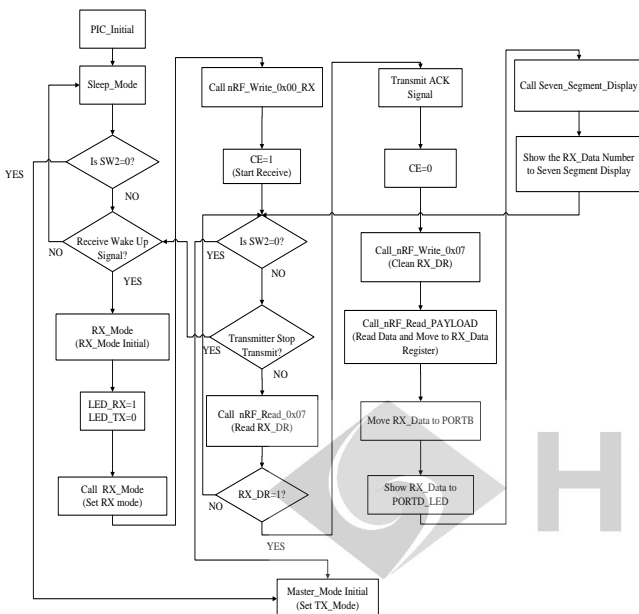 PIC_Initial
Sleep_Mode
Is SW2=0?
YES
NO
Receive Wake Up
Signal?
NO
YES
RX_Mode
(RX_Mode Initial)
LED_RX=1
LED_TX=0
Call RX_Mode
(Set RX mode)
Call nRF_Write_0x00_RX
CE=1
(Start Receive)
Is SW2=0?
YES
NO
Transmitter Stop
Transmit?
YES
NO
Call nRF_Read_0x07
(Read RX_DR)
RX_DR=1?
NO
YES
Master_Mode Initial
(Set TX_Mode)
Transmit ACK
Signal
CE=0
Call_nRF_Write_0x07
(Clean RX_DR)
Call_nRF_Read_PAYLOAD
(Read Data and Move to RX_Data
Register)
Move RX_Data to PORTB
Show RX_Data to
PORTD_LED
Call Seven_Segment_Display
Show the RX_Data Number
to Seven Segment Display
H